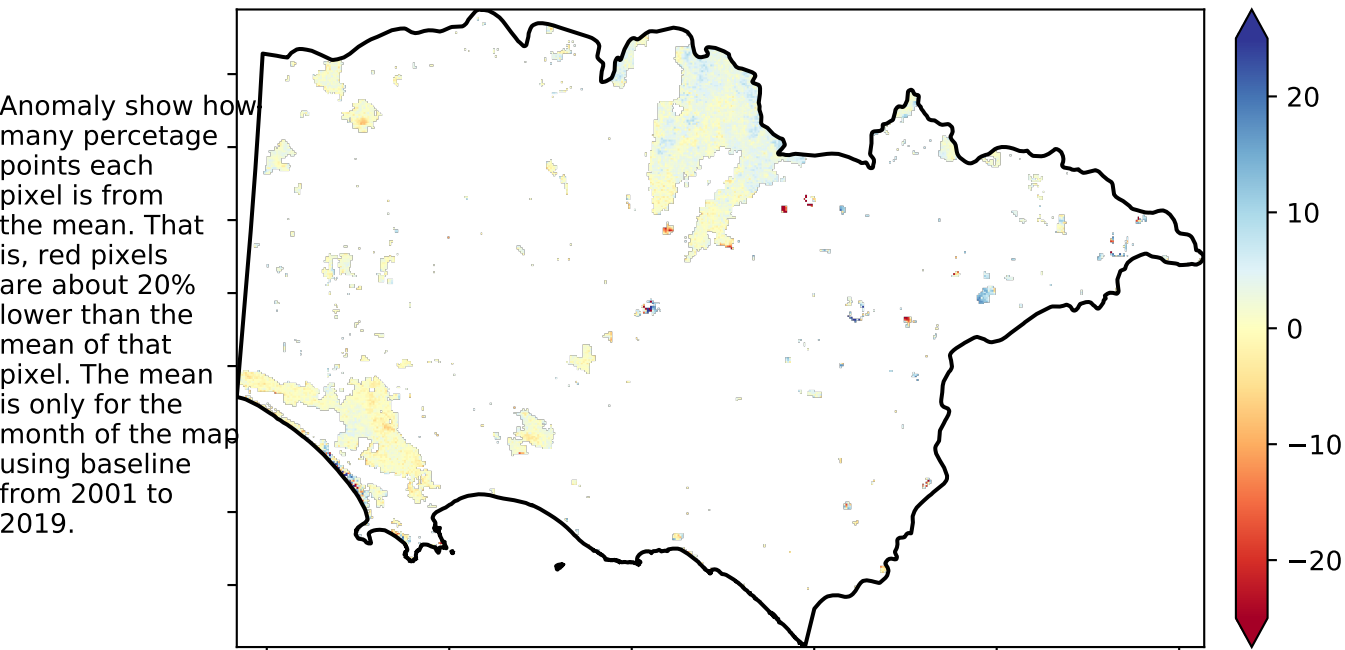 Anomaly show how
many percetage
points each
pixel is from
the mean. That
is, red pixels
are about 20%
lower than the
mean of that
pixel. The mean
is only for the
month of the map
using baseline
from 2001 to
2019.
20
10
0
−10
−20